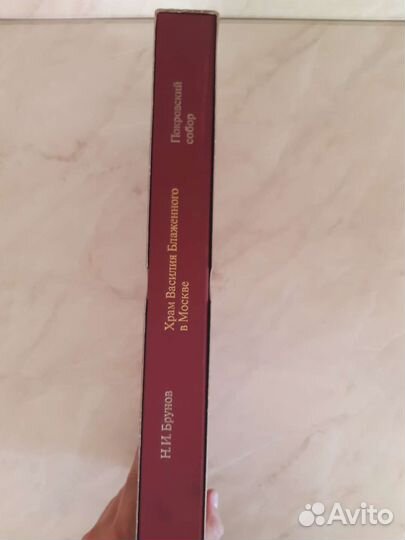 Н.И. Брунов
Храм Василия Блаженного
в Москве
Покровский
собор
Avito